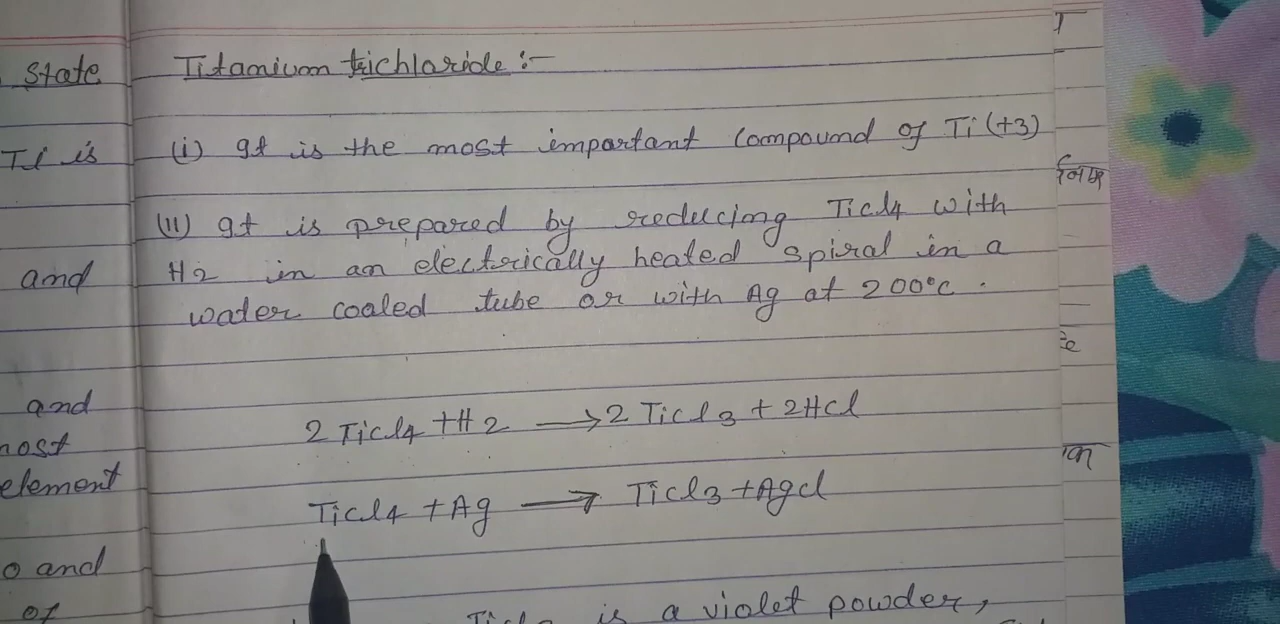 State
Ti is
and
and
most
element
o and
of
Titanium trichloride :-
(i) It is the most important compound of Ti (+3)
(II) It is prepared by reducing TiCl4 with
H2 in an electrically heated spiral in a
water cooled tube or with Ag at 200°C .
2 TiCl4 + H2 → 2 TiCl3 + 2HCl
TiCl4 + Ag → TiCl3 + AgCl
is a violet powder,